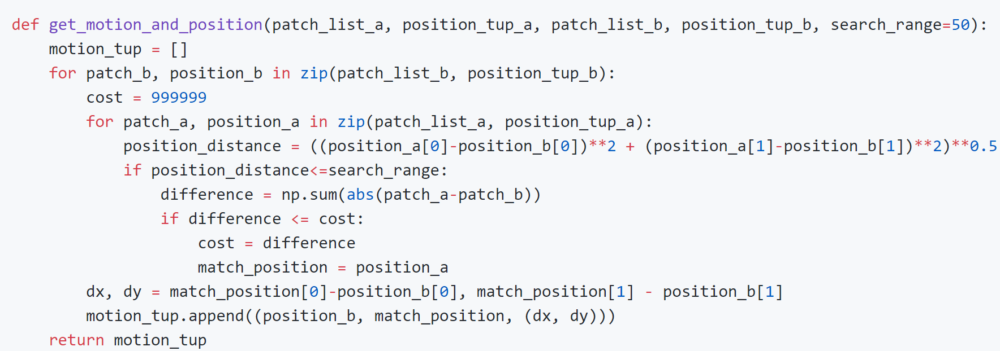 def get_motion_and_position(patch_list_a, position_tup_a, patch_list_b, position_tup_b, search_range=50):
    motion_tup = []
    for patch_b, position_b in zip(patch_list_b, position_tup_b):
        cost = 999999
        for patch_a, position_a in zip(patch_list_a, position_tup_a):
            position_distance = ((position_a[0]-position_b[0])**2 + (position_a[1]-position_b[1])**2)**0.5
            if position_distance<=search_range:
                difference = np.sum(abs(patch_a-patch_b))
                if difference <= cost:
                    cost = difference
                    match_position = position_a
        dx, dy = match_position[0]-position_b[0], match_position[1] - position_b[1]
        motion_tup.append((position_b, match_position, (dx, dy)))
    return motion_tup